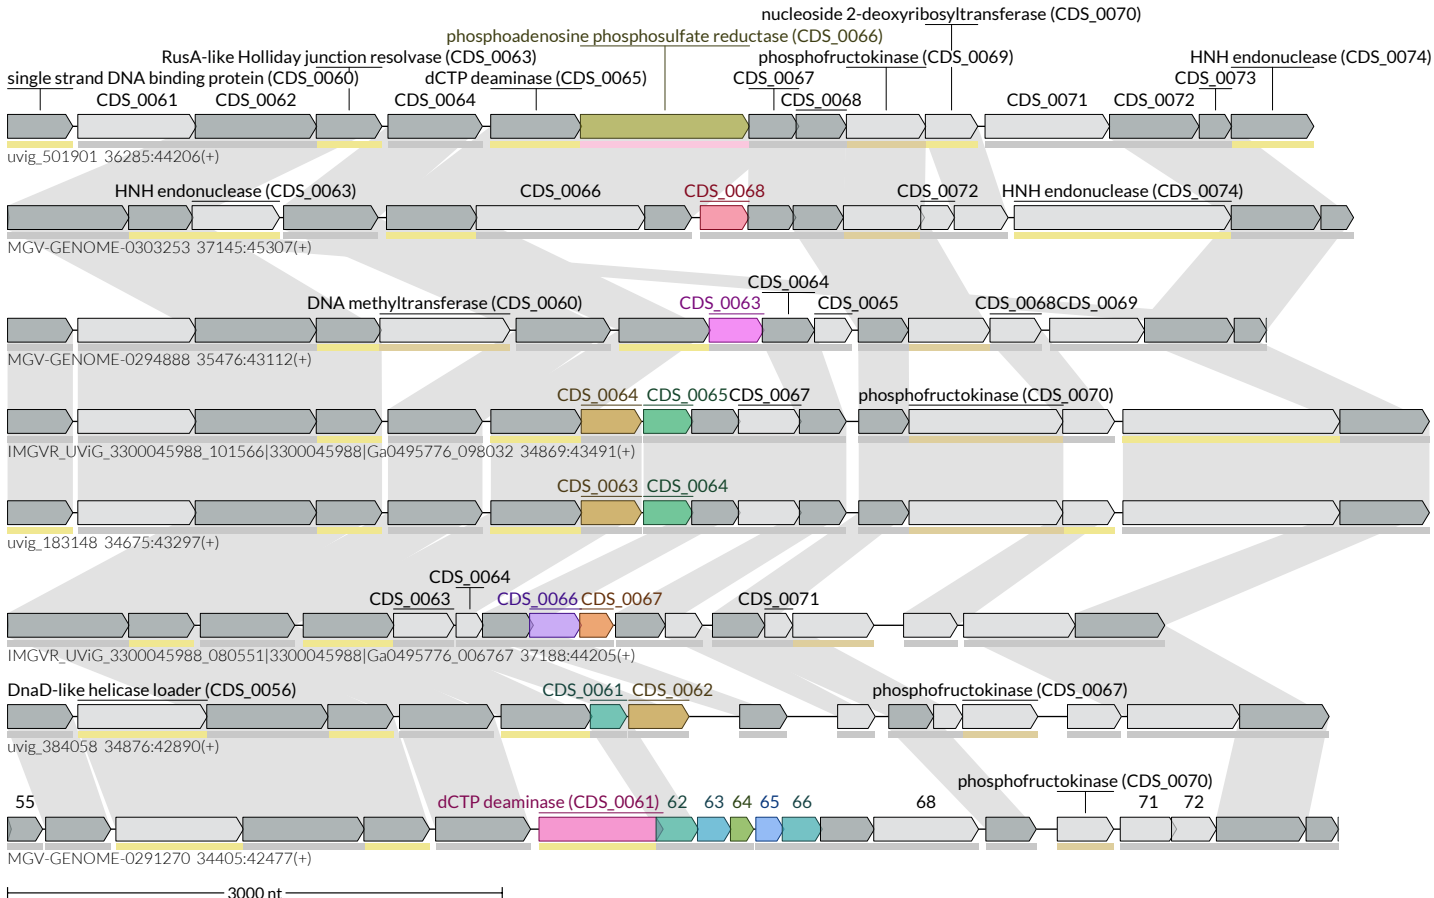 nucleoside 2-deoxyribosyltransferase (CDS_0070)
phosphoadenosine phosphosulfate reductase (CDS_0066)
RusA-like Holliday junction resolvase (CDS_0063) phosphofructokinase (CDS_0069) HNH endonuclease (CDS_0074)
single strand DNA binding protein (CDS_0060) dCTP deaminase (CDS_0065) CDS_0067 CDS_0073
CDS_0061 CDS_0062 CDS_0064 CDS_0068 CDS_0071 CDS_0072
uvig_501901 36285:44206(+)
HNH endonuclease (CDS_0063) CDS_0066 CDS_0068 CDS_0072 HNH endonuclease (CDS_0074)
MGV-GENOME-0303253 37145:45307(+)
CDS_0064
DNA methyltransferase (CDS_0060) CDS_0063 CDS_0065 CDS_0068 CDS_0069
MGV-GENOME-0294888 35476:43112(+)
CDS_0064 CDS_0065 CDS_0067 phosphofructokinase (CDS_0070)
IMGVR_UViG_3300045988_101566|3300045988|Ga0495776_098032 34869:43491(+)
CDS_0063 CDS_0064
uvig_183148 34675:43297(+)
CDS_0064
CDS_0063 CDS_0066 CDS_0067 CDS_0071
IMGVR_UViG_3300045988_080551|3300045988|Ga0495776_006767 37188:44205(+)
DnaD-like helicase loader (CDS_0056) CDS_0061 CDS_0062 phosphofructokinase (CDS_0067)
uvig_384058 34876:42890(+)
phosphofructokinase (CDS_0070)
55 dCTP deaminase (CDS_0061) 62 63 64 65 66 68 71 72
MGV-GENOME-0291270 34405:42477(+)
3000 nt